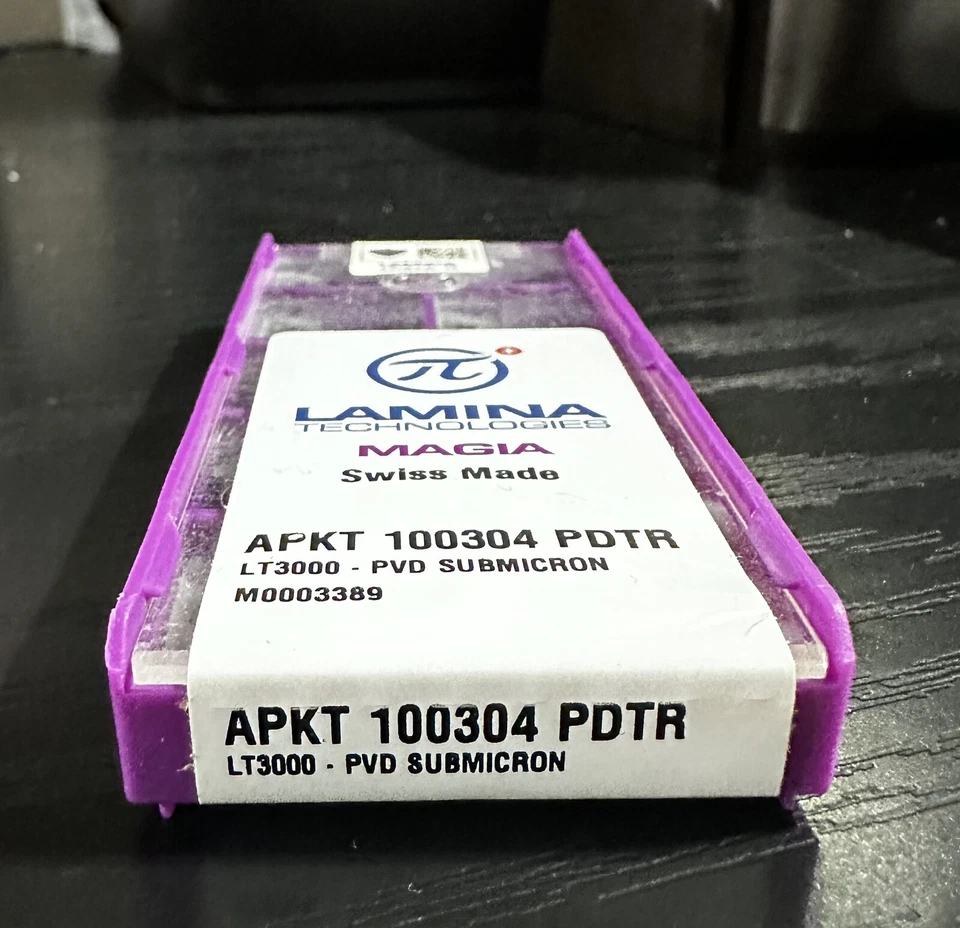 π
LAMINA
TECHNOLOGIES
MAGIA
Swiss Made
APKT 100304 PDTR
LT3000 - PVD SUBMICRON
M0003389
APKT 100304 PDTR
LT3000 - PVD SUBMICRON